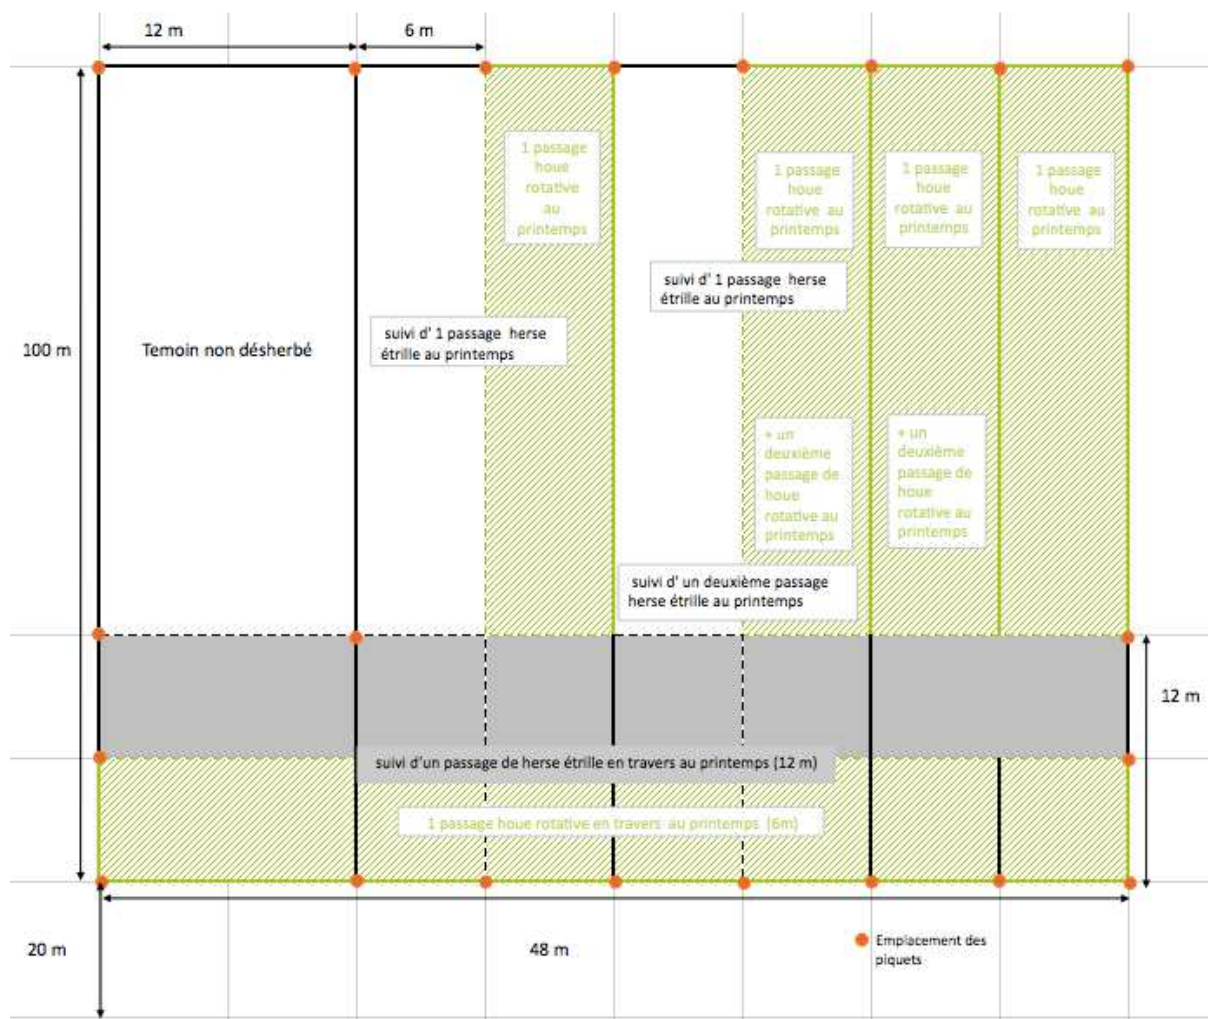 12 m
6 m
1 passage
houe
rotative
au
printemps
1 passage
houe
rotative au
printemps
1 passage
houe
rotative au
printemps
1 passage
houe
rotative au
printemps
suivi d' 1 passage herse
étrille au printemps
100 m
Temoin non désherbé
suivi d' 1 passage herse
étrille au printemps
+ un
deuxième
passage de
houe
rotative au
printemps
+ un
deuxième
passage de
houe
rotative au
printemps
suivi d' un deuxième passage
herse étrille au printemps
12 m
suivi d'un passage de herse étrille en travers au printemps (12 m)
1 passage houe rotative en travers au printemps (6m)
20 m
48 m
Emplacement des
piquets